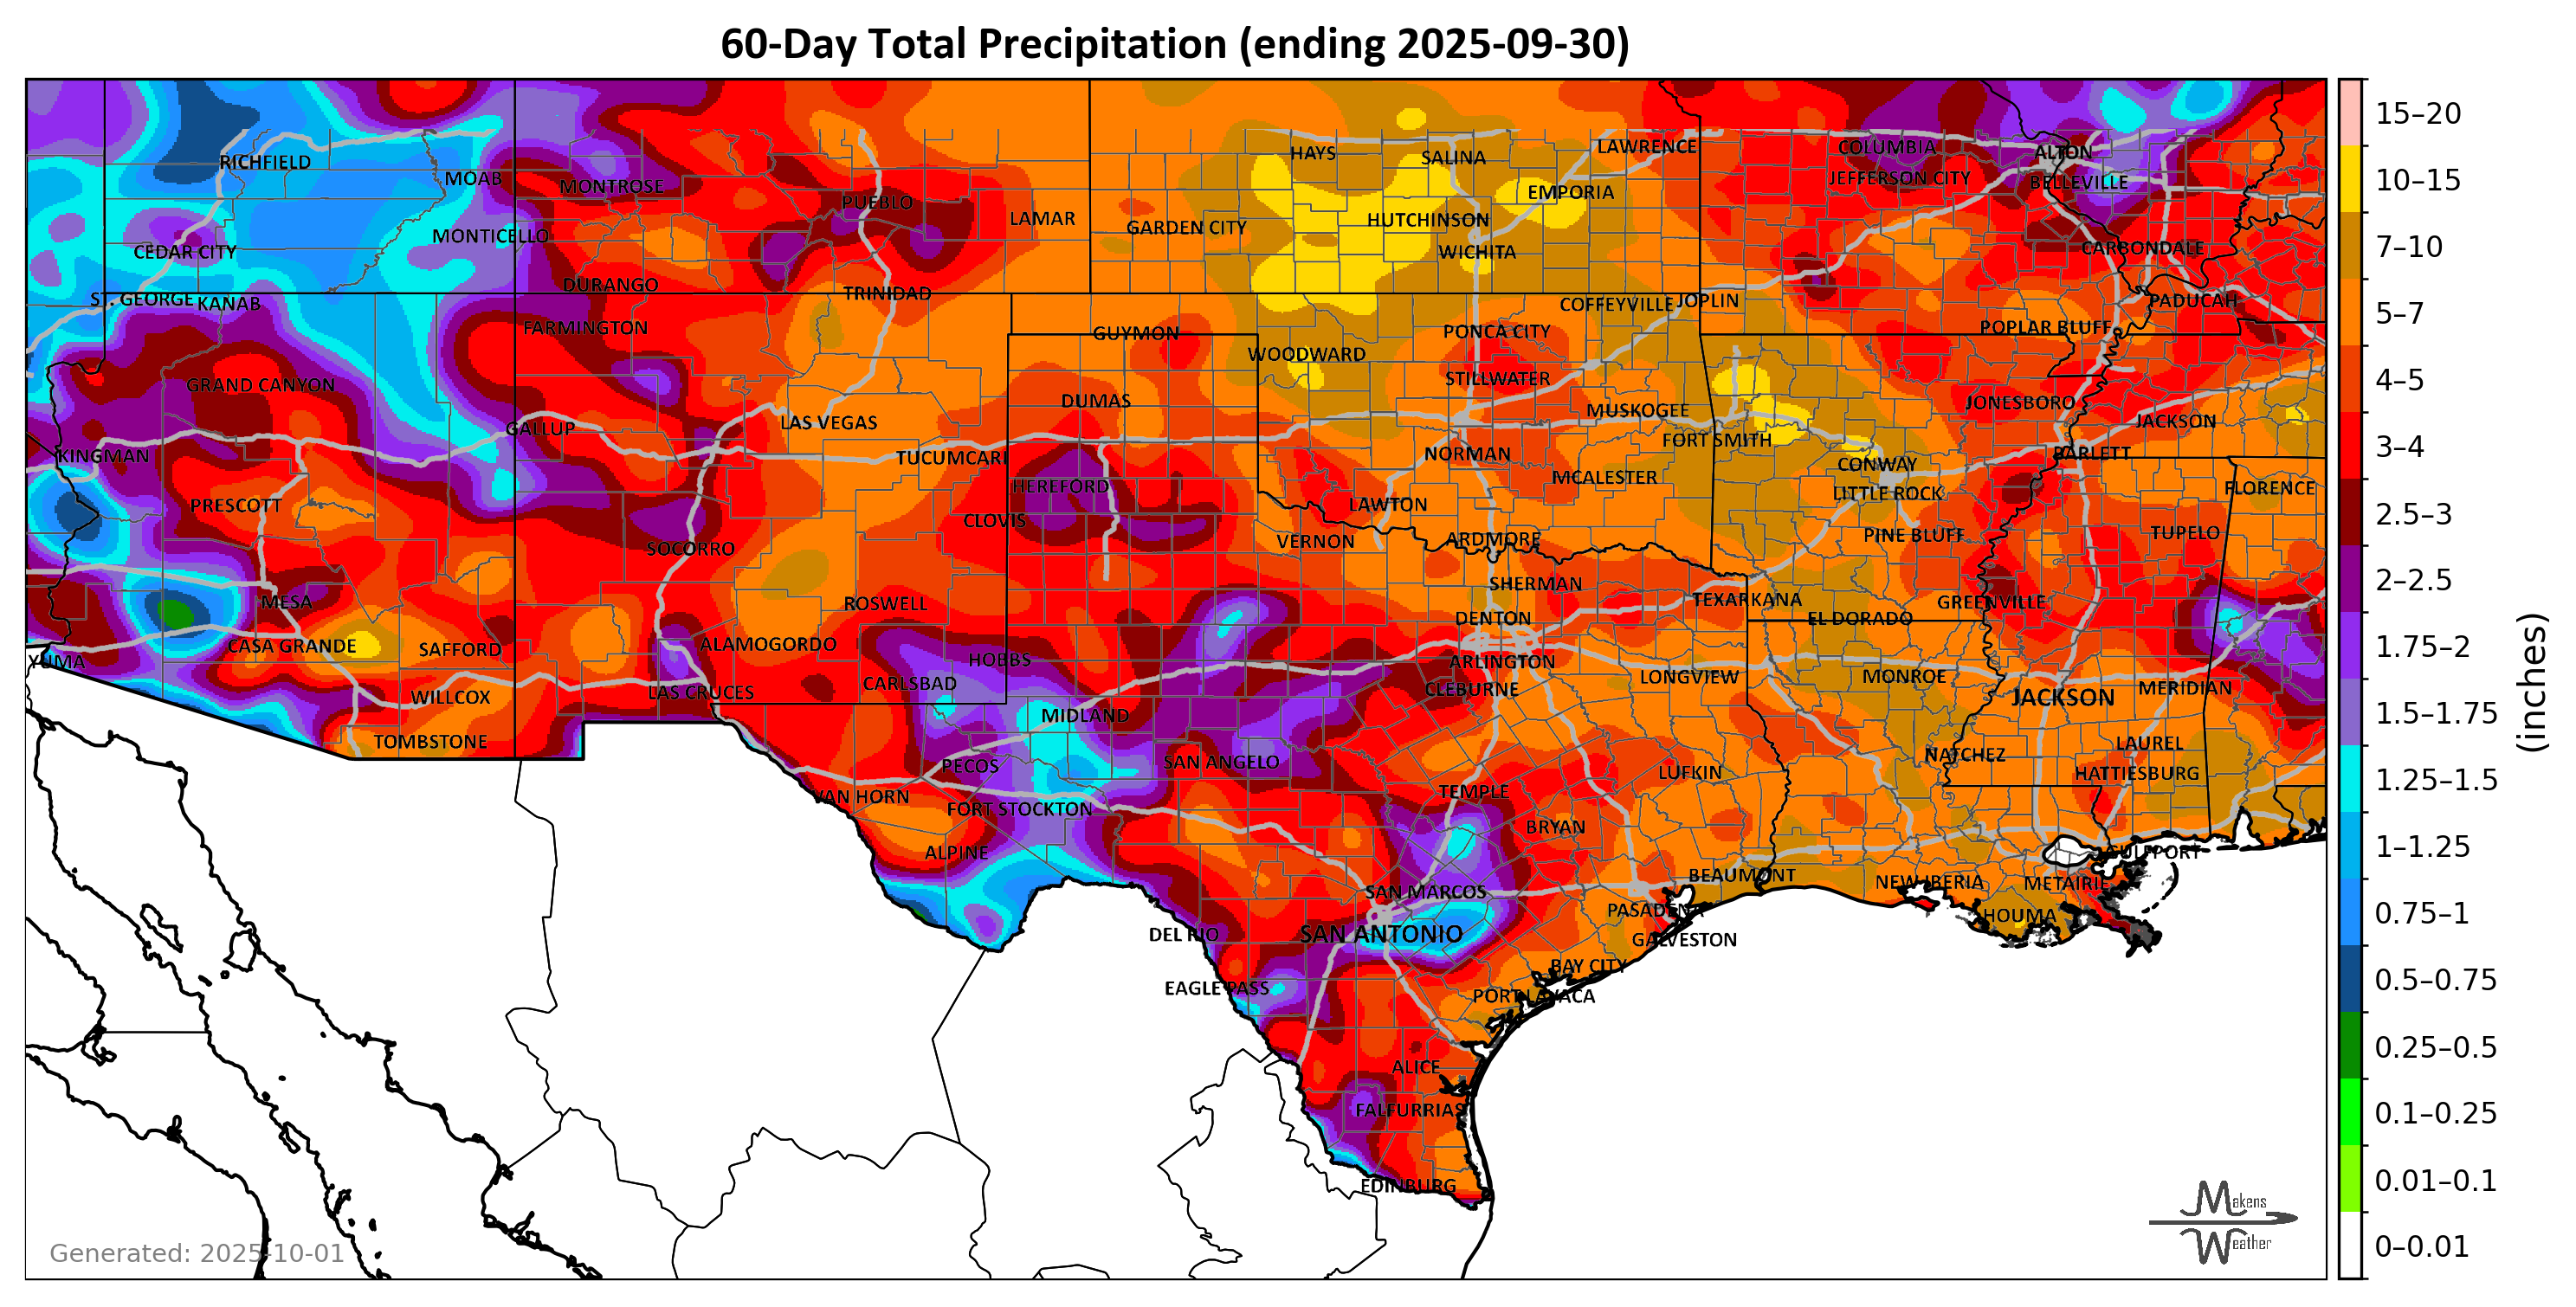 60-Day Total Precipitation (ending 2025-09-30)
HAYS
SALINA
LAWRENCE
COLUMBIA
ALTON
RICHFIELD
MOAB
MONTROSE
JEFFERSON CITY
BELLEVILLE
EMPORIA
PUEBLO
LAMAR
HUTCHINSON
GARDEN CITY
MONTICELLO
CEDAR CITY
WICHITA
CARBONDALE
DURANGO
TRINIDAD
ST. GEORGE
KANAB
COFFEYVILLE
JOPLIN
PADUCAH
FARMINGTON
GUYMON
PONCA CITY
POPLAR BLUFF
WOODWARD
GRAND CANYON
STILLWATER
DUMAS
MUSKOGEE
JONESBORO
LAS VEGAS
JACKSON
GALLUP
FORT SMITH
KINGMAN
TUCUMCARI
NORMAN
BARLETT
CONWAY
MCALESTER
HEREFORD
LITTLE ROCK
FLORENCE
PRESCOTT
LAWTON
CLOVIS
SOCORRO
VERNON
ARDMORE
PINE BLUFF
TUPELO
SHERMAN
MESA
ROSWELL
TEXARKANA
GREENVILLE
DENTON
EL DORADO
CASA GRANDE
SAFFORD
ALAMOGORDO
YUMA
HOBBS
ARLINGTON
LONGVIEW
MONROE
WILLCOX
LAS CRUCES
CARLSBAD
CLEBURNE
JACKSON
MERIDIAN
MIDLAND
TOMBSTONE
PECOS
SAN ANGELO
NATCHEZ
LAUREL
LUFKIN
HATTIESBURG
VAN HORN
FORT STOCKTON
TEMPLE
BRYAN
ALPINE
GULFPORT
SAN MARCOS
BEAUMONT
NEW IBERIA
METAIRIE
PASADENA
HOUMA
DEL RIO
SAN ANTONIO
GALVESTON
BAY CITY
EAGLE PASS
PORT LAVACA
ALICE
FALFURRIAS
EDINBURG
Generated: 2025-10-01
Makens
Weather
15–20
10–15
7–10
5–7
4–5
3–4
2.5–3
2–2.5
1.75–2
1.5–1.75
1.25–1.5
1–1.25
0.75–1
0.5–0.75
0.25–0.5
0.1–0.25
0.01–0.1
0–0.01
(inches)